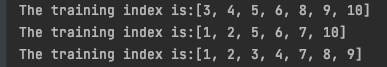 The training index is:[3, 4, 5, 6, 8, 9, 10]
The training index is:[1, 2, 5, 6, 7, 10]
The training index is:[1, 2, 3, 4, 7, 8, 9]